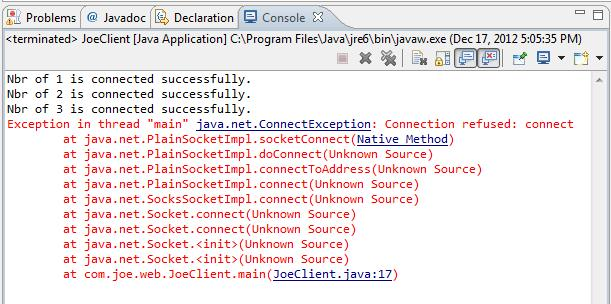 Problems @ Javadoc Declaration Console
<terminated> JoeClient [Java Application] C:\Program Files\Java\jre6\bin\javaw.exe (Dec 17, 2012 5:05:35 PM)
Nbr of 1 is connected successfully.
Nbr of 2 is connected successfully.
Nbr of 3 is connected successfully.
Exception in thread "main" java.net.ConnectException: Connection refused: connect
at java.net.PlainSocketImpl.socketConnect(Native Method)
at java.net.PlainSocketImpl.doConnect(Unknown Source)
at java.net.PlainSocketImpl.connectToAddress(Unknown Source)
at java.net.PlainSocketImpl.connect(Unknown Source)
at java.net.SocksSocketImpl.connect(Unknown Source)
at java.net.Socket.connect(Unknown Source)
at java.net.Socket.connect(Unknown Source)
at java.net.Socket.<init>(Unknown Source)
at java.net.Socket.<init>(Unknown Source)
at com.joe.web.JoeClient.main(JoeClient.java:17)